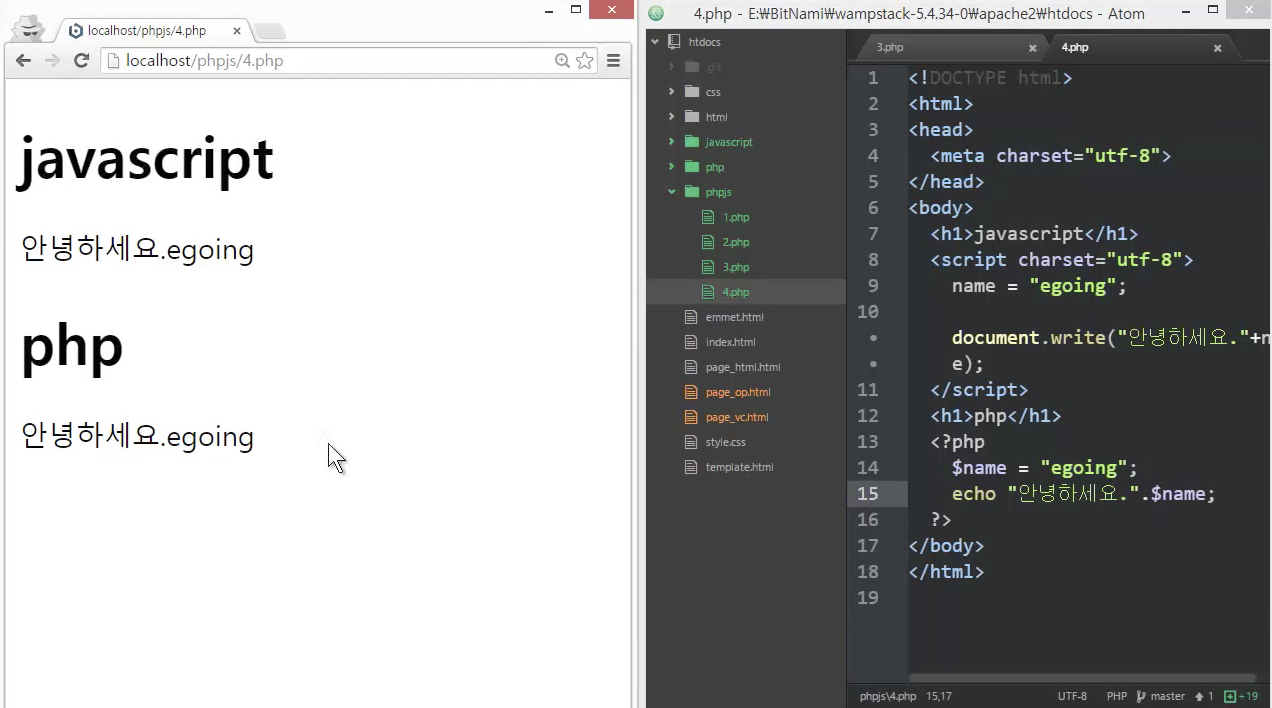 localhost/phpjs/4.php
localhost/phpjs/4.php
javascript
안녕하세요.egoing
php
안녕하세요.egoing
4.php - E:₩BitNami₩wampstack-5.4.34-0₩apache2₩htdocs - Atom
htdocs
.git
css
html
javascript
php
phpjs
1.php
2.php
3.php
4.php
emmet.html
index.html
page_html.html
page_op.html
page_vc.html
style.css
template.html
3.php
4.php
1 <!DOCTYPE html>
2 <html>
3 <head>
4 <meta charset="utf-8">
5 </head>
6 <body>
7 <h1>javascript</h1>
8 <script charset="utf-8">
9 name = "egoing";
10
• document.write("안녕하세요."+n
• e);
11 </script>
12 <h1>php</h1>
13 <?php
14 $name = "egoing";
15 echo "안녕하세요.".$name;
16 ?>
17 </body>
18 </html>
19
phpjs\4.php 15,17 UTF-8 PHP master 1 +19